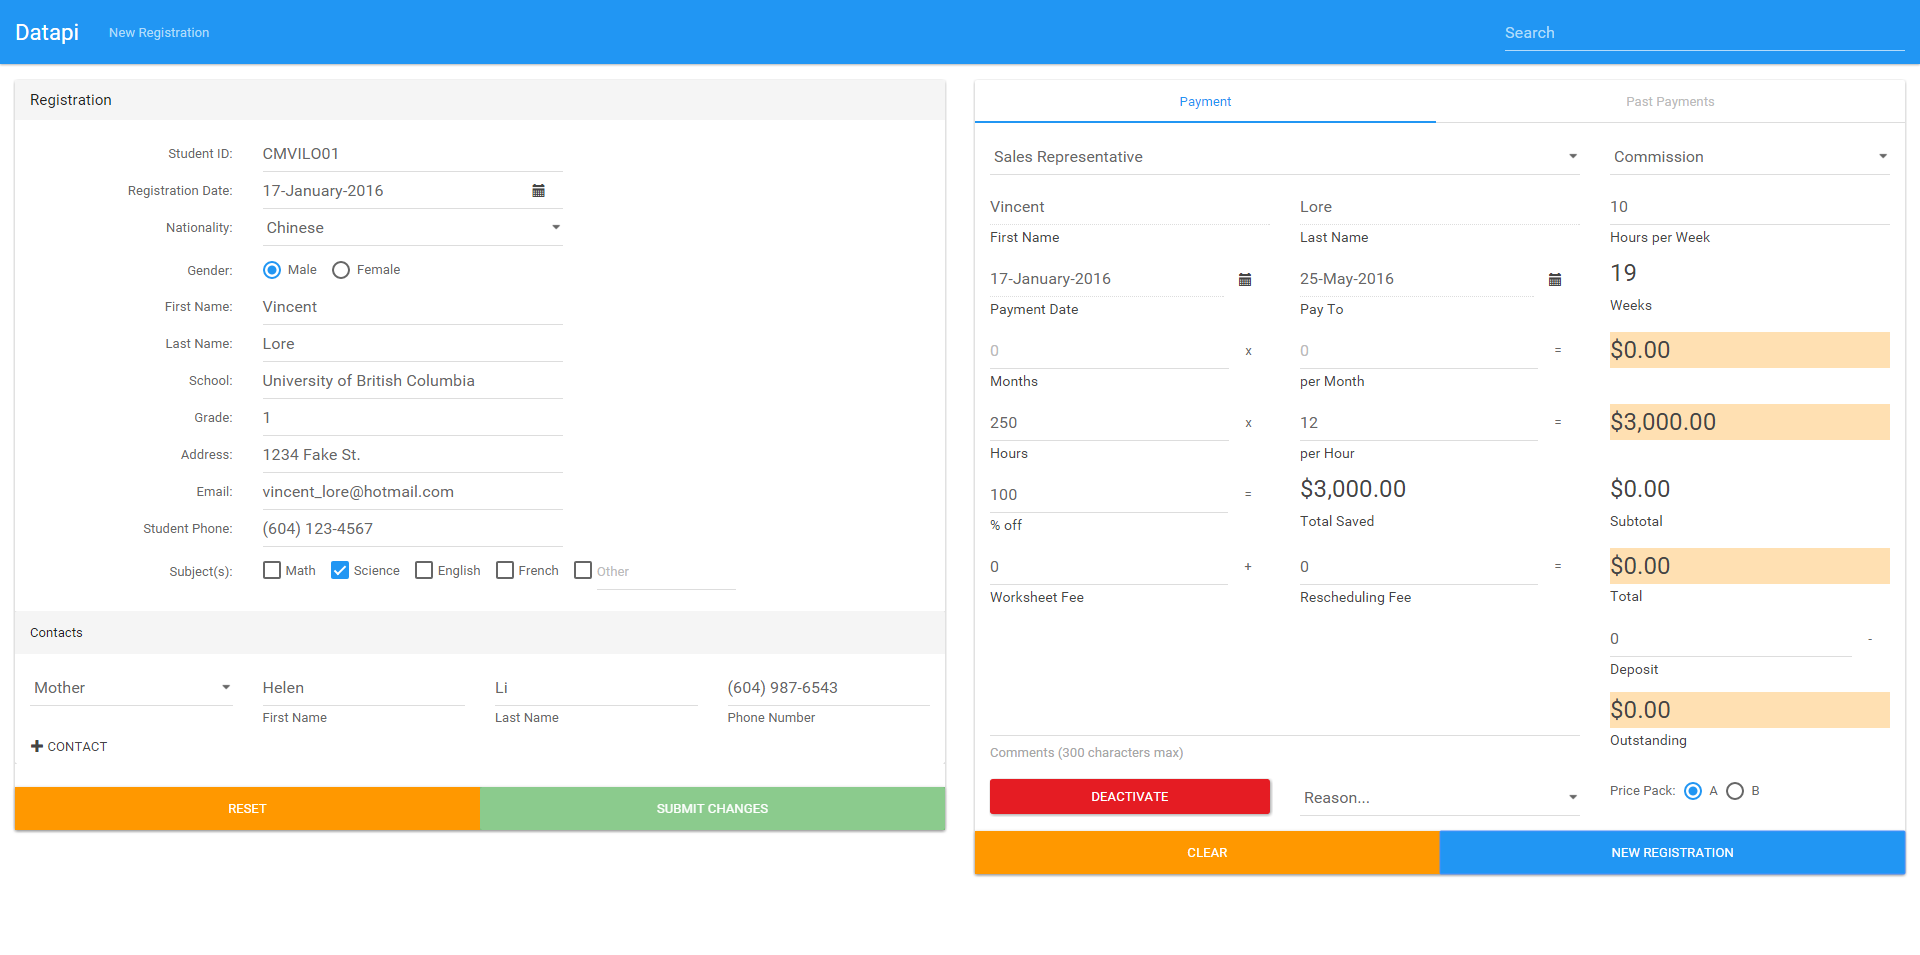 Datapi New Registration Search
Registration
Student ID: CMVILO01
Registration Date: 17-January-2016
Nationality: Chinese
Gender: Male Female
First Name: Vincent
Last Name: Lore
School: University of British Columbia
Grade: 1
Address: 1234 Fake St.
Email: vincent_lore@hotmail.com
Student Phone: (604) 123-4567
Subject(s): Math Science English French Other
Contacts
Mother Helen Li (604) 987-6543
First Name Last Name Phone Number
+ CONTACT
RESET SUBMIT CHANGES
Payment Past Payments
Sales Representative Commission
Vincent Lore 10
First Name Last Name Hours per Week
17-January-2016 25-May-2016 19
Payment Date Pay To Weeks
0 x 0 = $0.00
Months per Month
250 x 12 = $3,000.00
Hours per Hour
100 = $3,000.00 $0.00
% off Total Saved Subtotal
0 + 0 = $0.00
Worksheet Fee Rescheduling Fee Total
0 -
Deposit
$0.00
Outstanding
Comments (300 characters max)
DEACTIVATE Reason... Price Pack: A B
CLEAR NEW REGISTRATION